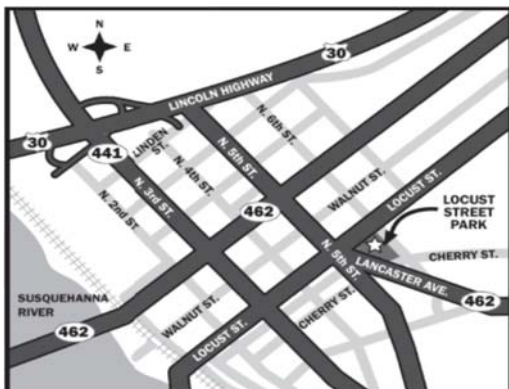 N
W E
S
30
LINCOLN HIGHWAY
30
441
LINDEN ST.
N. 6th ST.
N. 5th ST.
N. 4th ST.
N. 3rd ST.
N. 2nd ST.
462
WALNUT ST.
LOCUST ST.
LOCUST
STREET
PARK
N. 5th ST.
LANCASTER AVE.
CHERRY ST.
462
SUSQUEHANNA
RIVER
462
WALNUT ST.
LOCUST ST.
CHERRY ST.